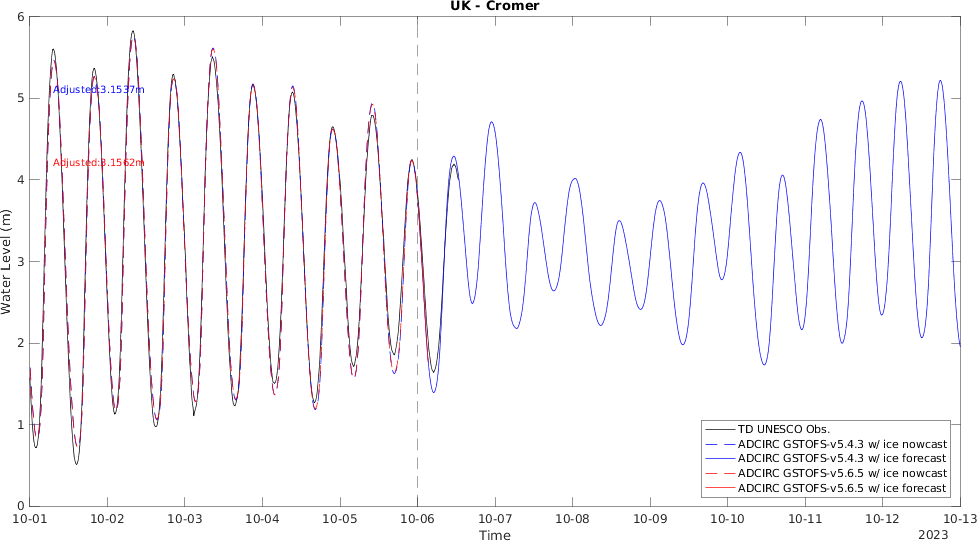 UK - Cromer
6
5
4
3
2
1
0
Water Level (m)
Adjusted:3.1537m
Adjusted:3.1562m
TD UNESCO Obs.
ADCIRC GSTOFS-v5.4.3 w/ ice nowcast
ADCIRC GSTOFS-v5.4.3 w/ ice forecast
ADCIRC GSTOFS-v5.6.5 w/ ice nowcast
ADCIRC GSTOFS-v5.6.5 w/ ice forecast
10-01 10-02 10-03 10-04 10-05 10-06 10-07 10-08 10-09 10-10 10-11 10-12 10-13
Time
2023